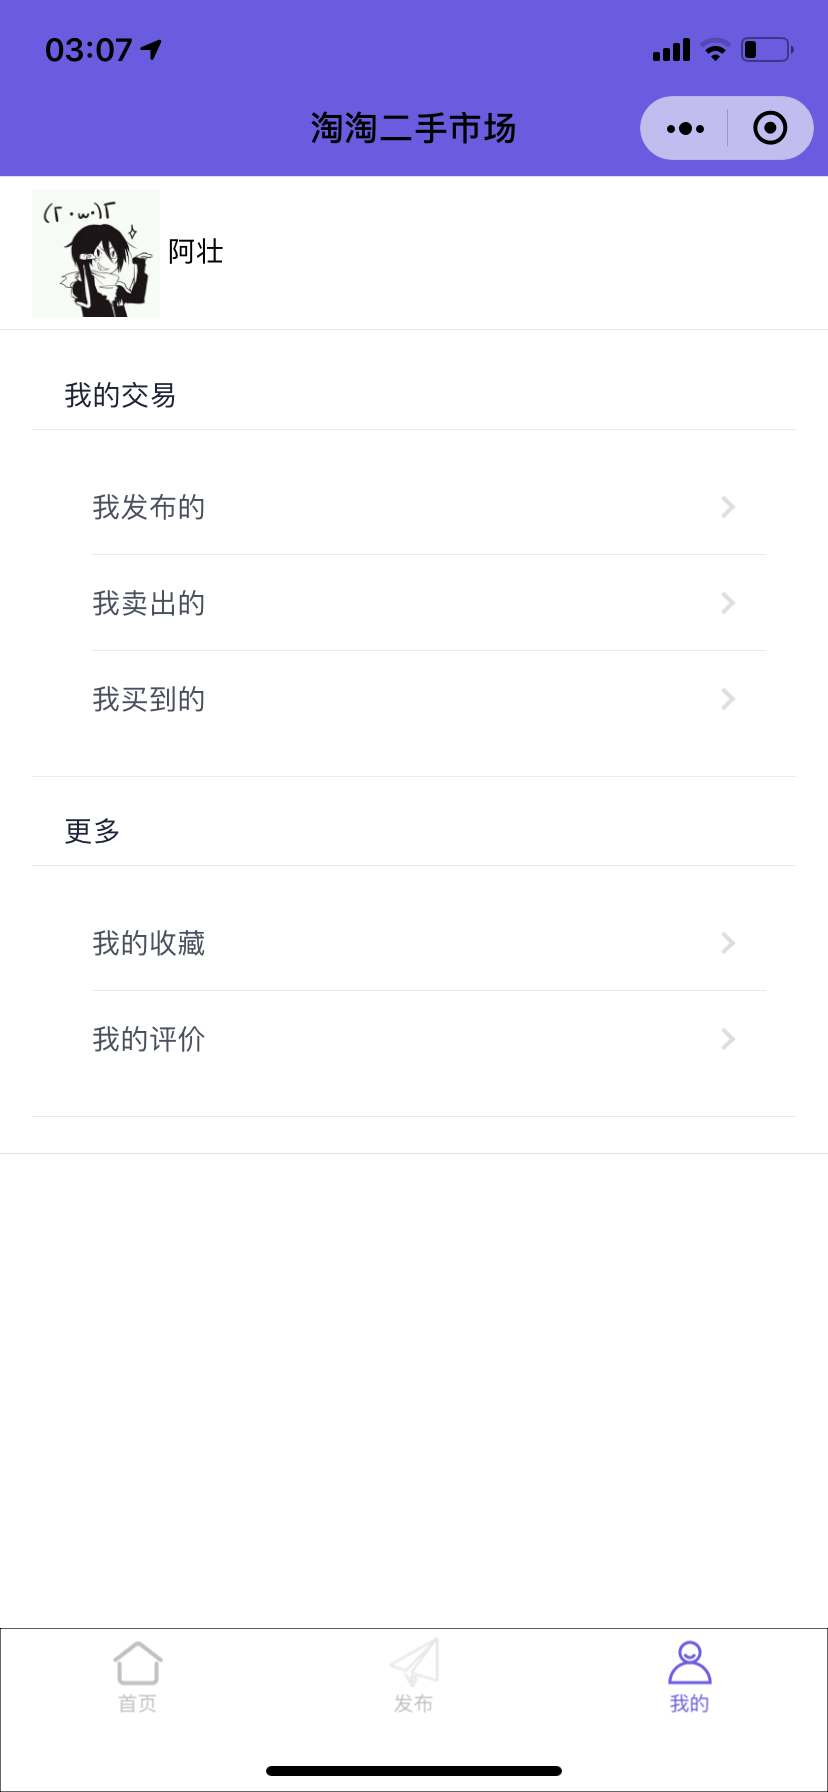 03:07
淘淘二手市场
(「・ω・)「
阿壮
我的交易
我发布的
我卖出的
我买到的
更多
我的收藏
我的评价
首页
发布
我的